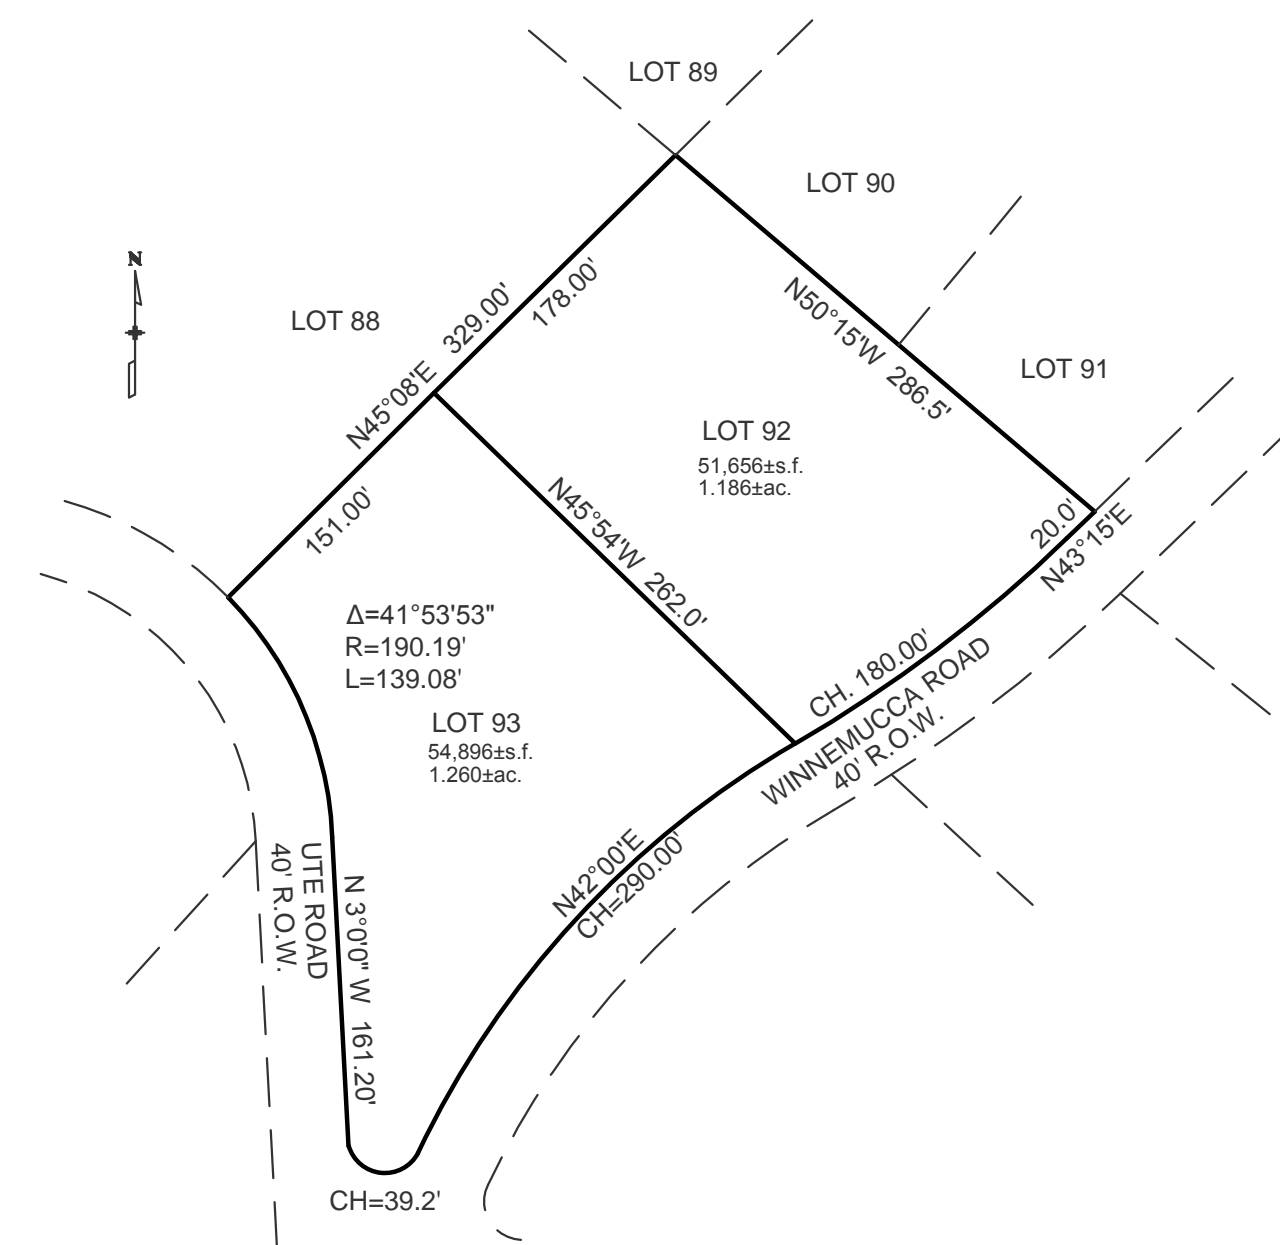 LOT 89
LOT 90
N
LOT 88
N45°08'E 329.00'
178.00'
N50°15'W 286.5'
LOT 91
LOT 92
51,656±s.f.
1.186±ac.
151.00'
N45°54'W 262.0'
20.0'
N43°15'E
Δ=41°53'53"
R=190.19'
L=139.08'
LOT 93
54,896±s.f.
1.260±ac.
CH. 180.00'
WINNEMUCCA ROAD
40' R.O.W.
N42°00'E
CH=290.00'
UTE ROAD
40' R.O.W.
N 3°0'0" W 161.20'
CH=39.2'